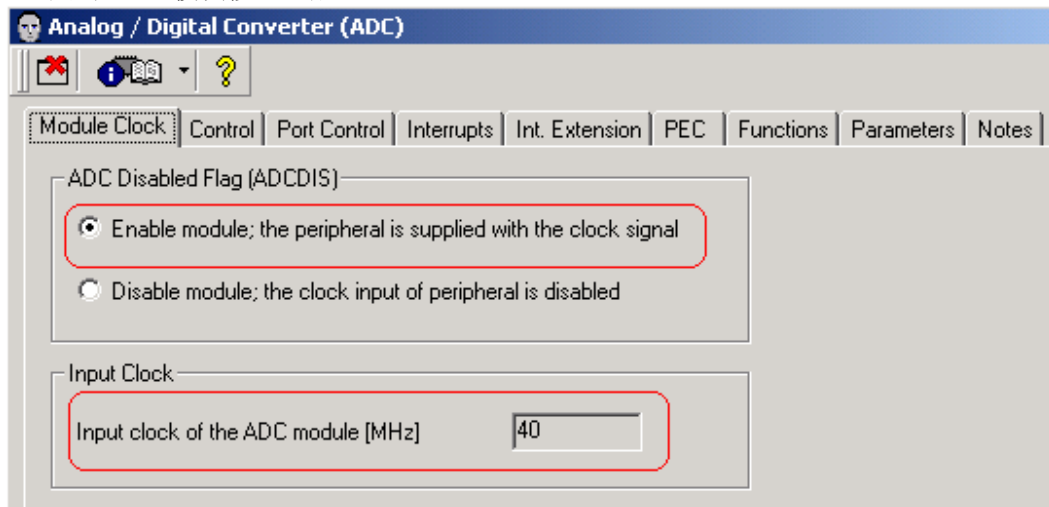 Analog / Digital Converter (ADC)
Module Clock Control Port Control Interrupts Int. Extension PEC Functions Parameters Notes
ADC Disabled Flag (ADCDIS)
Enable module; the peripheral is supplied with the clock signal
Disable module; the clock input of peripheral is disabled
Input Clock
Input clock of the ADC module [MHz] 40